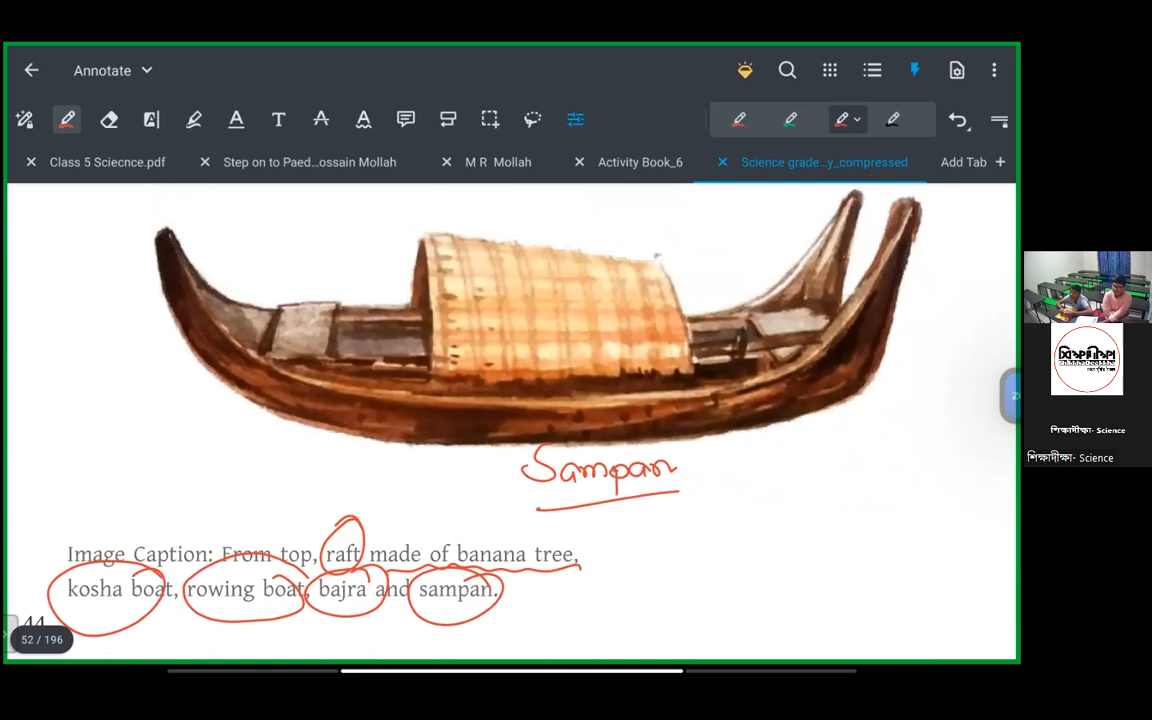 Annotate
Class 5 Sciecnce.pdf
Step on to Paed...ossain Mollah
M R Mollah
Activity Book_6
Science grade...y_compressed
Add Tab
Sampan
Image Caption: From top, raft made of banana tree,
kosha boat, rowing boat, bajra and sampan.
44
52 / 196
শিক্ষাদীক্ষা
শিক্ষাদীক্ষা- Science
শিক্ষাদীক্ষা- Science